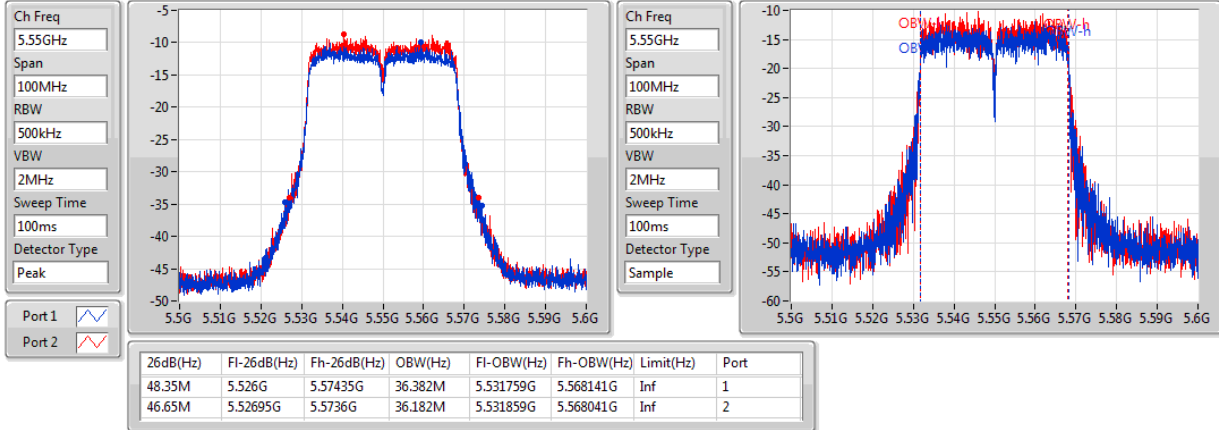 Ch Freq
5.55GHz
Span
100MHz
RBW
500kHz
VBW
2MHz
Sweep Time
100ms
Detector Type
Peak
Port 1
Port 2
-5
-10
-15
-20
-25
-30
-35
-40
-45
-50
5.5G 5.51G 5.52G 5.53G 5.54G 5.55G 5.56G 5.57G 5.58G 5.59G 5.6G
Ch Freq
5.55GHz
Span
100MHz
RBW
500kHz
VBW
2MHz
Sweep Time
100ms
Detector Type
Sample
-10
-15
-20
-25
-30
-35
-40
-45
-50
-55
-60
5.5G 5.51G 5.52G 5.53G 5.54G 5.55G 5.56G 5.57G 5.58G 5.59G 5.6G
26dB(Hz) Fl-26dB(Hz) Fh-26dB(Hz) OBW(Hz) Fl-OBW(Hz) Fh-OBW(Hz) Limit(Hz) Port
48.35M 5.526G 5.57435G 36.382M 5.531759G 5.568141G Inf 1
46.65M 5.52695G 5.5736G 36.182M 5.531859G 5.568041G Inf 2